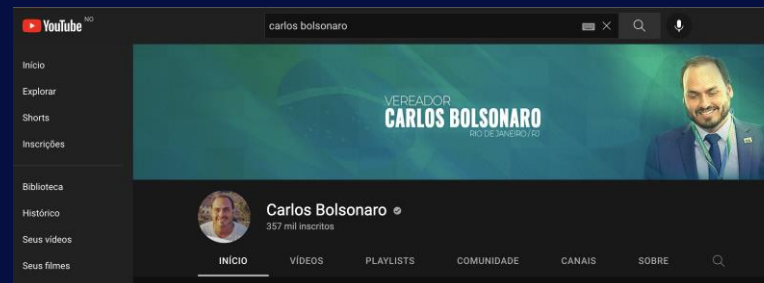 YouTube NO
carlos bolsonaro
Início
Explorar
Shorts
Inscrições
Biblioteca
Histórico
Seus vídeos
Seus filmes
VEREADOR
CARLOS BOLSONARO
RIO DE JANEIRO / RJ
Carlos Bolsonaro
357 mil inscritos
INÍCIO VÍDEOS PLAYLISTS COMUNIDADE CANAIS SOBRE